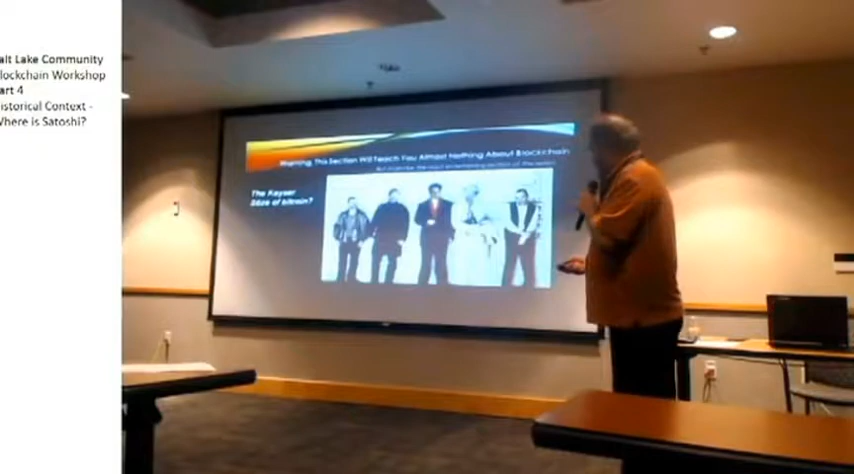 alt Lake Community
lockchain Workshop
art 4
istorical Context -
Where is Satoshi?
Warning This Section Will Teach You Almost Nothing About Blockchain
The Keyser
Söze of bitcoin?